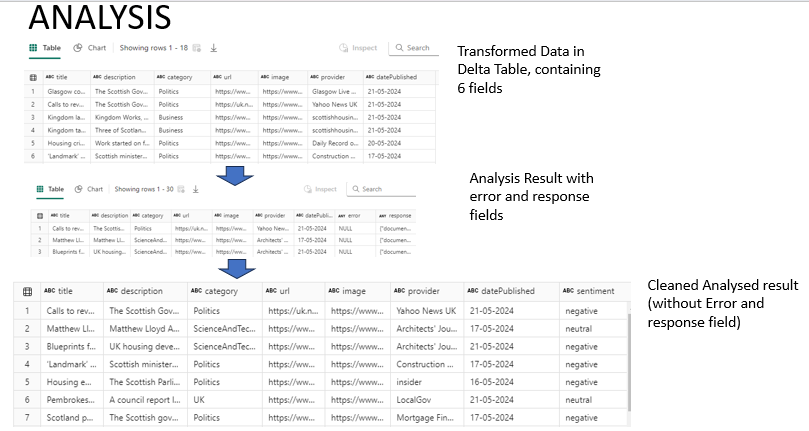 ANALYSIS
Table Chart Showing rows 1 - 18 Inspect Search
ABC title ABC description ABC category ABC url ABC image ABC provider ABC datePublished
1 Glasgow co... The Scottish Gov... Politics https://ww... https://www... Glasgow Live ... 21-05-2024
2 Calls to rev... The Scottish Gov... Politics https://uk.n... https://www... Yahoo News UK 21-05-2024
3 Kingdom la... Kingdom Works, ... Business https://ww... https://www... scottishhousin... 21-05-2024
4 Kingdom ta... Three of Scotlan... Business https://ww... https://www... scottishhousin... 21-05-2024
5 Housing cri... Work started on f... Politics https://ww... https://www... Daily Record o... 20-05-2024
6 'Landmark' ... Scottish minister... Politics https://ww... https://www... Construction ... 17-05-2024
Transformed Data in
Delta Table, containing
6 fields
Table Chart Showing rows 1 - 30 Inspect Search
ABC title ABC description ABC category ABC url ABC image ABC provider ABC datePubli... error response
1 Calls to rev... The Scottis... Politics https://uk.n... https://www... Yahoo News ... 21-05-2024 NULL ["documen...
2 Matthew Ll... Matthew Ll... ScienceAnd... https://ww... https://www... Architects' ... 17-05-2024 NULL ["documen...
3 Blueprints f... UK housing... ScienceAnd... https://ww... https://www... Architects' ... 21-05-2024 NULL ["documen...
Analysis Result with
error and response
fields
ABC title ABC description ABC category ABC url ABC image ABC provider ABC datePublished ABC sentiment
1 Calls to rev... The Scottish Gov... Politics https://uk.n... https://www... Yahoo News UK 21-05-2024 negative
2 Matthew Ll... Matthew Lloyd A... ScienceAndTec... https://ww... https://www... Architects' Jou... 17-05-2024 neutral
3 Blueprints f... UK housing deve... ScienceAndTec... https://ww... https://www... Architects' Jou... 21-05-2024 negative
4 'Landmark' ... Scottish minister... Politics https://ww... https://www... Construction ... 17-05-2024 negative
5 Housing e... The Scottish Parli... Politics https://ww... https://www... insider 16-05-2024 negative
6 Pembrokes... A council report l... UK https://ww... https://www... LocalGov 21-05-2024 neutral
7 Scotland p... The Scottish gov... Politics https://ww... https://www... Mortgage Fin... 17-05-2024 negative
Cleaned Analysed result
(without Error and
response field)